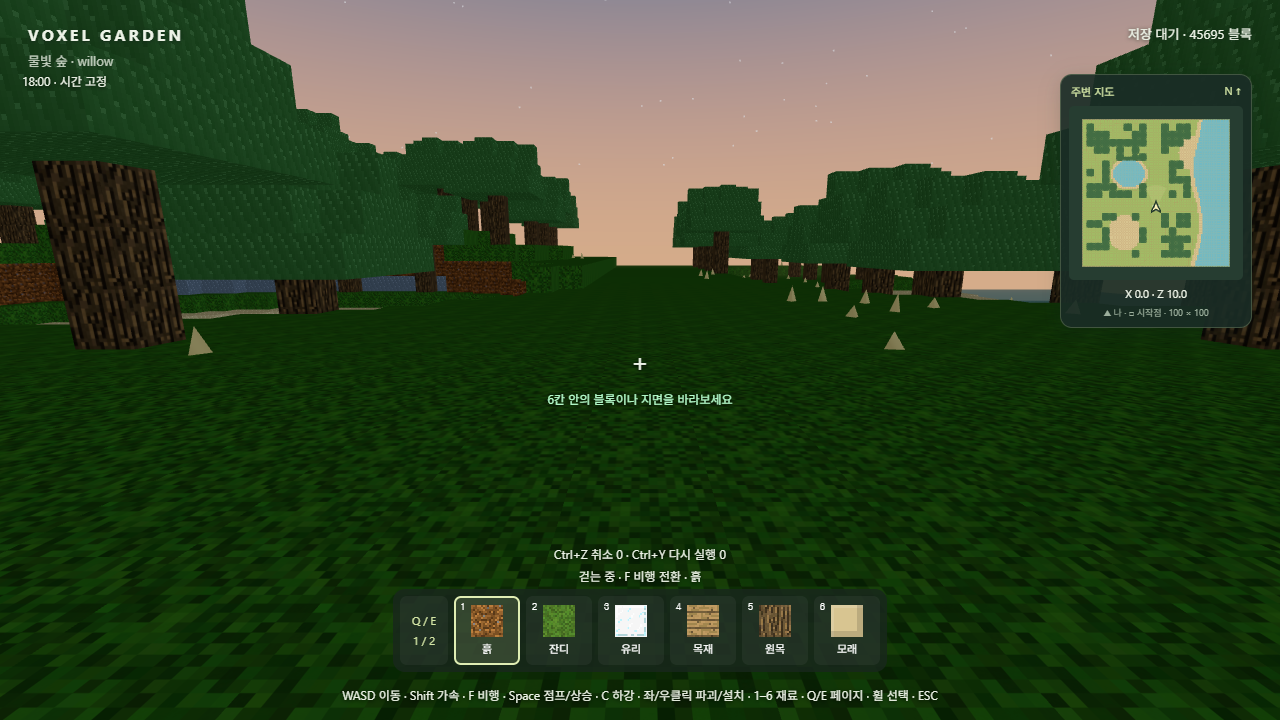 VOXEL GARDEN
물빛 숲 · willow
18:00 · 시간 고정
저장 대기 · 45695 블록
주변 지도
N ↑
X 0.0 · Z 10.0
▲ 나 · □ 시작점 · 100 × 100
+
6칸 안의 블록이나 지면을 바라보세요
Ctrl+Z 취소 0 · Ctrl+Y 다시 실행 0
걷는 중 · F 비행 전환 · 흙
Q / E
1 / 2
1
흙
2
잔디
3
유리
4
목재
5
원목
6
모래
WASD 이동 · Shift 가속 · F 비행 · Space 점프/상승 · C 하강 · 좌/우클릭 파괴/설치 · 1–6 재료 · Q/E 페이지 · 휠 선택 · ESC